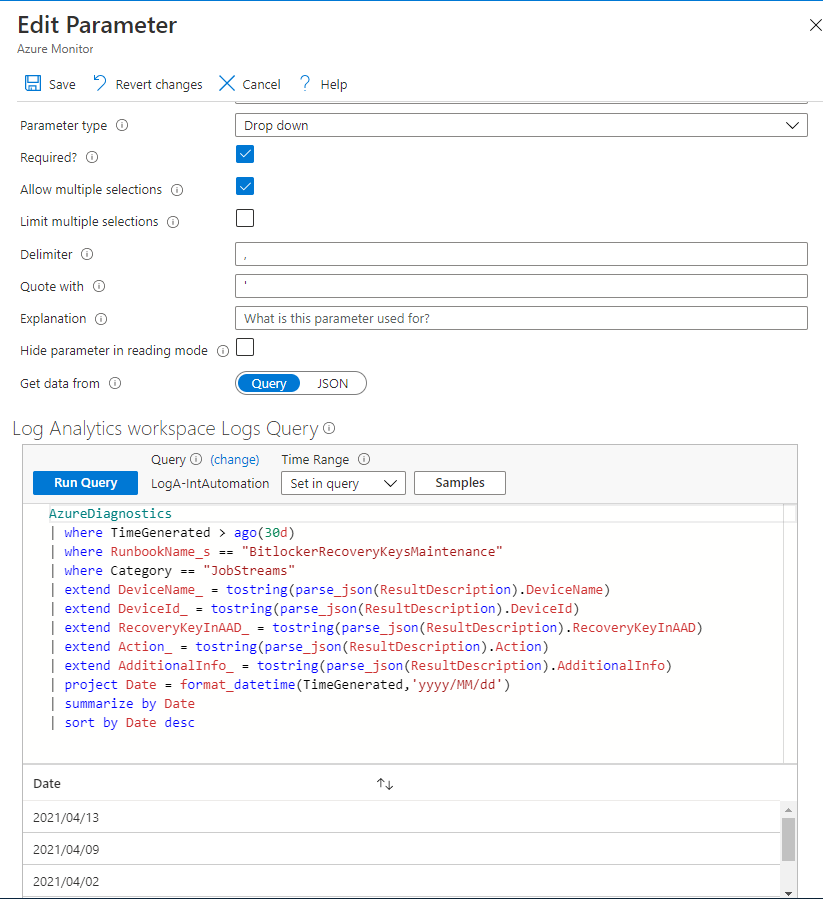 Edit Parameter
Azure Monitor
Save Revert changes Cancel Help
Parameter type Drop down
Required?
Allow multiple selections
Limit multiple selections
Delimiter ,
Quote with '
Explanation What is this parameter used for?
Hide parameter in reading mode
Get data from Query JSON
Log Analytics workspace Logs Query
Query (change) Time Range
Run Query LogA-IntAutomation Set in query Samples
AzureDiagnostics
| where TimeGenerated > ago(30d)
| where RunbookName_s == "BitlockerRecoveryKeysMaintenance"
| where Category == "JobStreams"
| extend DeviceName_ = tostring(parse_json(ResultDescription).DeviceName)
| extend DeviceId_ = tostring(parse_json(ResultDescription).DeviceId)
| extend RecoveryKeyInAAD_ = tostring(parse_json(ResultDescription).RecoveryKeyInAAD)
| extend Action_ = tostring(parse_json(ResultDescription).Action)
| extend AdditionalInfo_ = tostring(parse_json(ResultDescription).AdditionalInfo)
| project Date = format_datetime(TimeGenerated,'yyyy/MM/dd')
| summarize by Date
| sort by Date desc
Date
2021/04/13
2021/04/09
2021/04/02